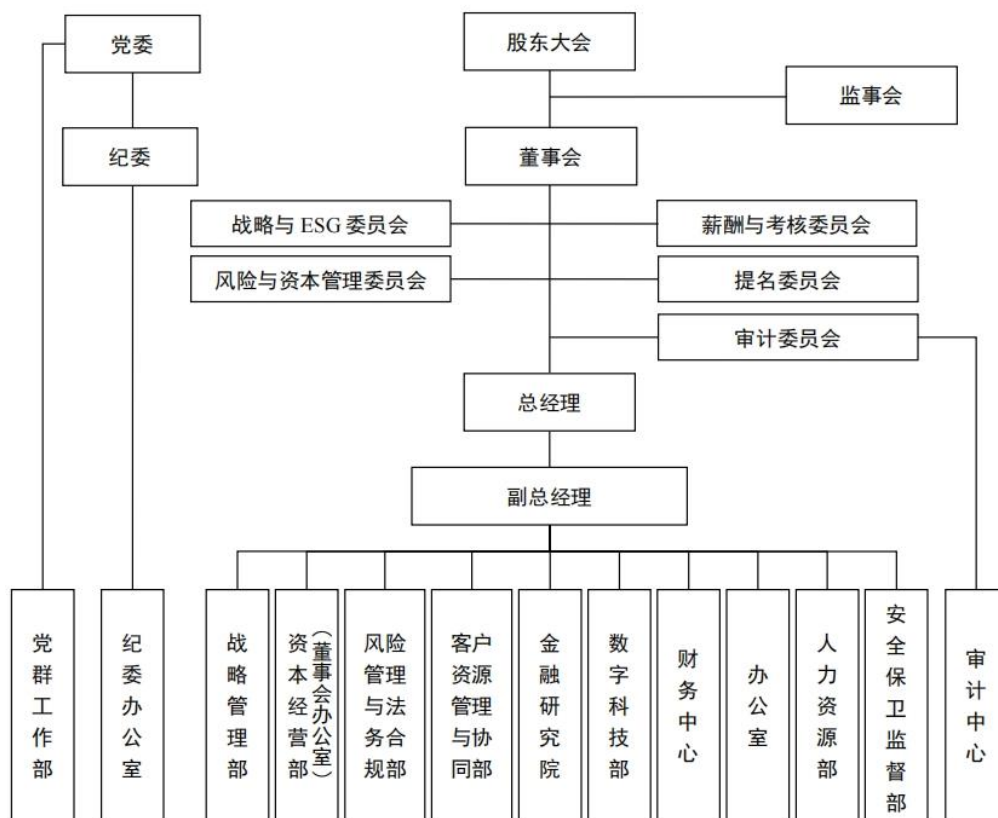 党委
股东大会
监事会
纪委
董事会
战略与 ESG 委员会
薪酬与考核委员会
风险与资本管理委员会
提名委员会
审计委员会
总经理
副总经理
党群工作部
纪委办公室
战略管理部
资本经营部
（董事会办公室）
风险
管理
与法
务合
规部
客户
资源
管理
与协
同部
金融研究院
数字科技部
财务中心
办公室
人力资源部
安全保卫监督部
审计中心